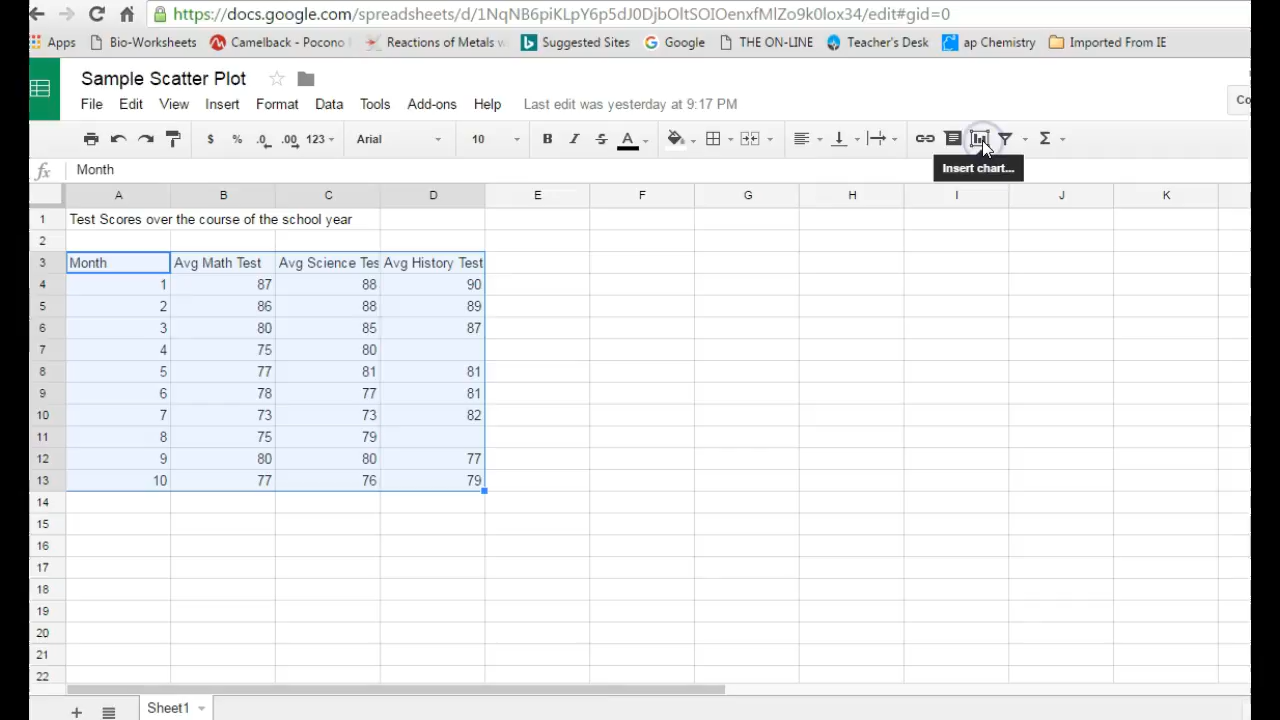 https://docs.google.com/spreadsheets/d/1NqNB6piKLpY6p5dJ0DjbOltSOIOenxfMlZo9k0lox34/edit#gid=0
Apps Bio-Worksheets Camelback - Pocono Reactions of Metals Suggested Sites Google THE ON-LINE Teacher's Desk ap Chemistry Imported From IE
Sample Scatter Plot
File Edit View Insert Format Data Tools Add-ons Help Last edit was yesterday at 9:17 PM
Co
$ % .0 .00 123 Arial 10 B I S A Σ
Insert chart...
fx Month
A B C D E F G H I J K
1 Test Scores over the course of the school year
2
3 Month Avg Math Test Avg Science Tes Avg History Test
4 1 87 88 90
5 2 86 88 89
6 3 80 85 87
7 4 75 80
8 5 77 81 81
9 6 78 77 81
10 7 73 73 82
11 8 75 79
12 9 80 80 77
13 10 77 76 79
14
15
16
17
18
19
20
21
22
Sheet1